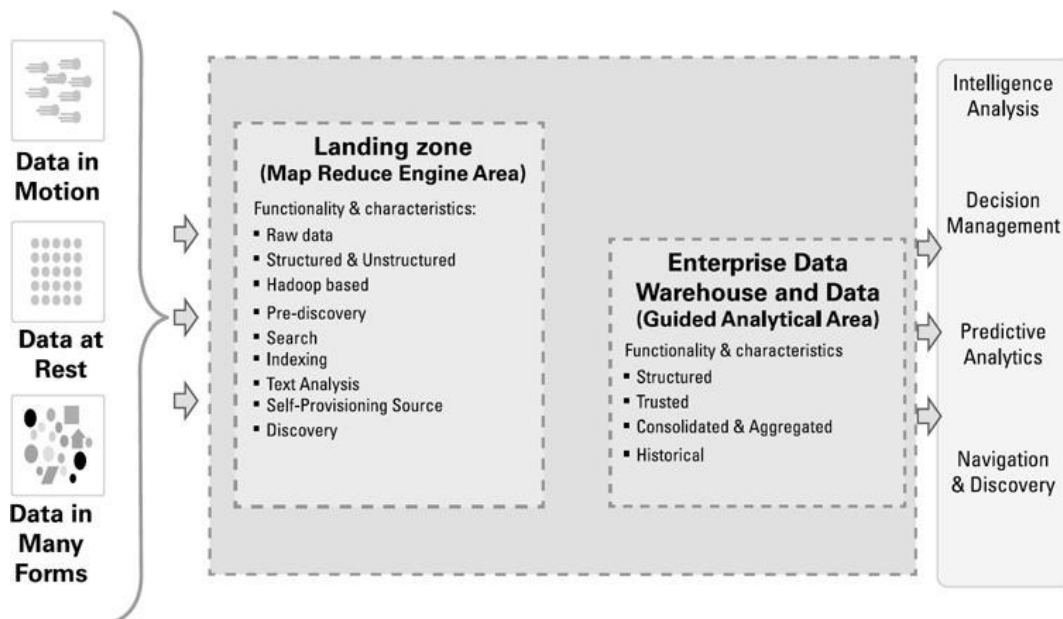 Data in
Motion
Data at
Rest
Data in
Many
Forms
Landing zone
(Map Reduce Engine Area)
Functionality & characteristics:
▪ Raw data
▪ Structured & Unstructured
▪ Hadoop based
▪ Pre-discovery
▪ Search
▪ Indexing
▪ Text Analysis
▪ Self-Provisioning Source
▪ Discovery
Enterprise Data
Warehouse and Data
(Guided Analytical Area)
Functionality & characteristics
▪ Structured
▪ Trusted
▪ Consolidated & Aggregated
▪ Historical
Intelligence
Analysis
Decision
Management
Predictive
Analytics
Navigation
& Discovery